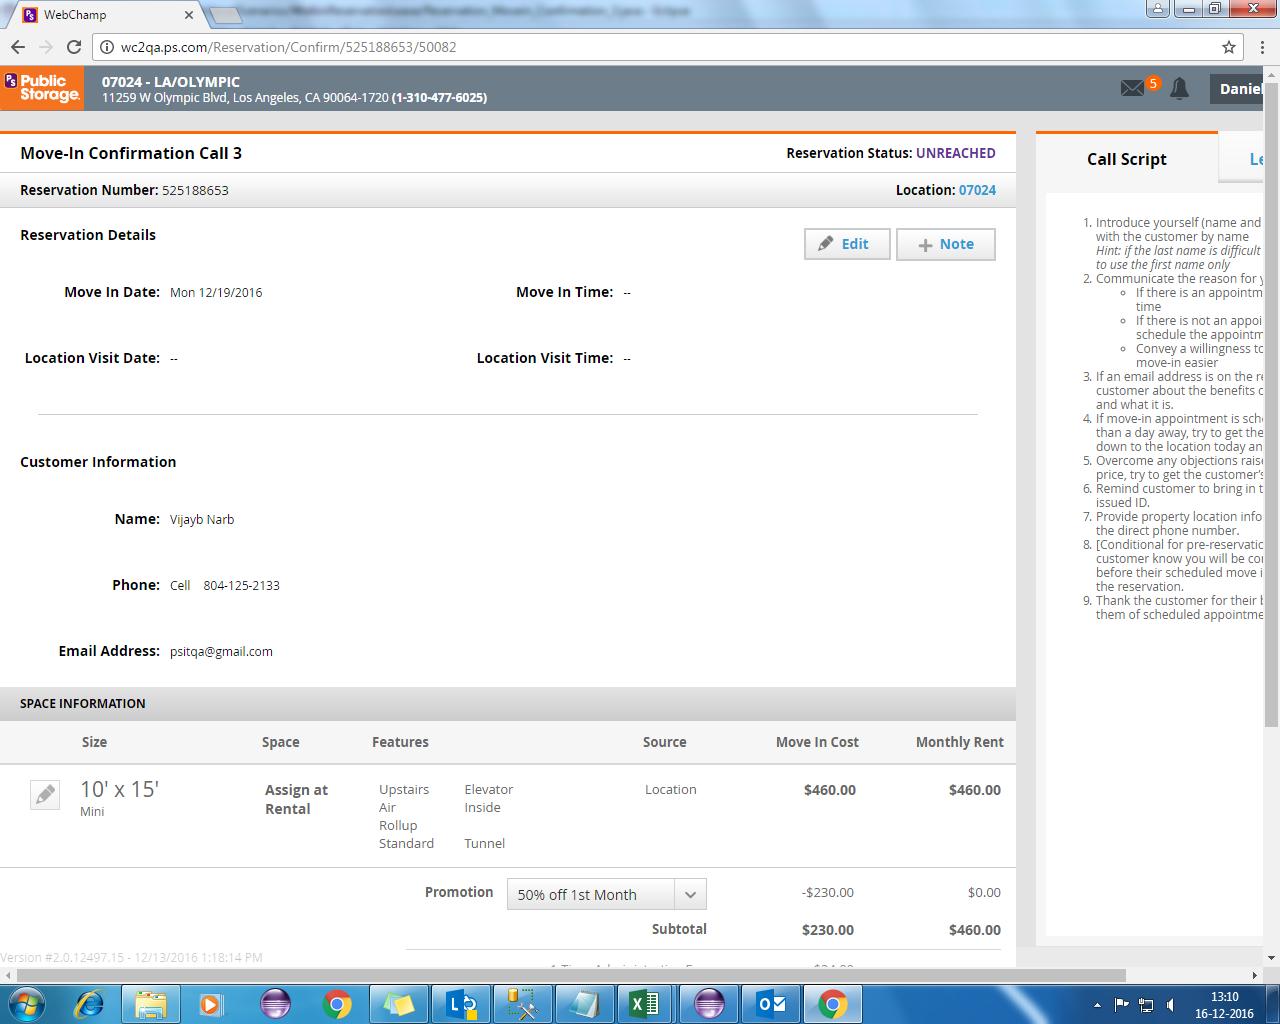 WebChamp
wc2qa.ps.com/Reservation/Confirm/525188653/50082
PS Public Storage.
07024 - LA/OLYMPIC
11259 W Olympic Blvd, Los Angeles, CA 90064-1720 (1-310-477-6025)
5
Daniel
Move-In Confirmation Call 3
Reservation Status: UNREACHED
Reservation Number: 525188653
Location: 07024
Reservation Details
Edit
Note
Move In Date: Mon 12/19/2016
Move In Time: --
Location Visit Date: --
Location Visit Time: --
Customer Information
Name: Vijayb Narb
Phone: Cell 804-125-2133
Email Address: psitqa@gmail.com
SPACE INFORMATION
Size Space Features Source Move In Cost Monthly Rent
10' x 15'
Mini
Assign at
Rental
Upstairs Elevator
Air Inside
Rollup
Standard Tunnel
Location
$460.00
$460.00
Promotion 50% off 1st Month -$230.00 $0.00
Subtotal $230.00 $460.00
Version #2.0.12497.15 - 12/13/2016 1:18:14 PM
Call Script
1. Introduce yourself (name and
with the customer by name
Hint: if the last name is difficult
to use the first name only
2. Communicate the reason for
If there is an
time
If there is not an
schedule the
Convey a willingness to
move-in easier
3. If an email address is on the
customer about the benefits
and what it is.
4. If move-in appointment is
than a day away, try to get the
down to the location today
5. Overcome any objections
price, try to get the customer's
6. Remind customer to bring in
issued ID.
7. Provide property location
the direct phone number.
8. [Conditional for
customer know you will be
before their scheduled move
the reservation.
9. Thank the customer for their
them of scheduled
13:10
16-12-2016